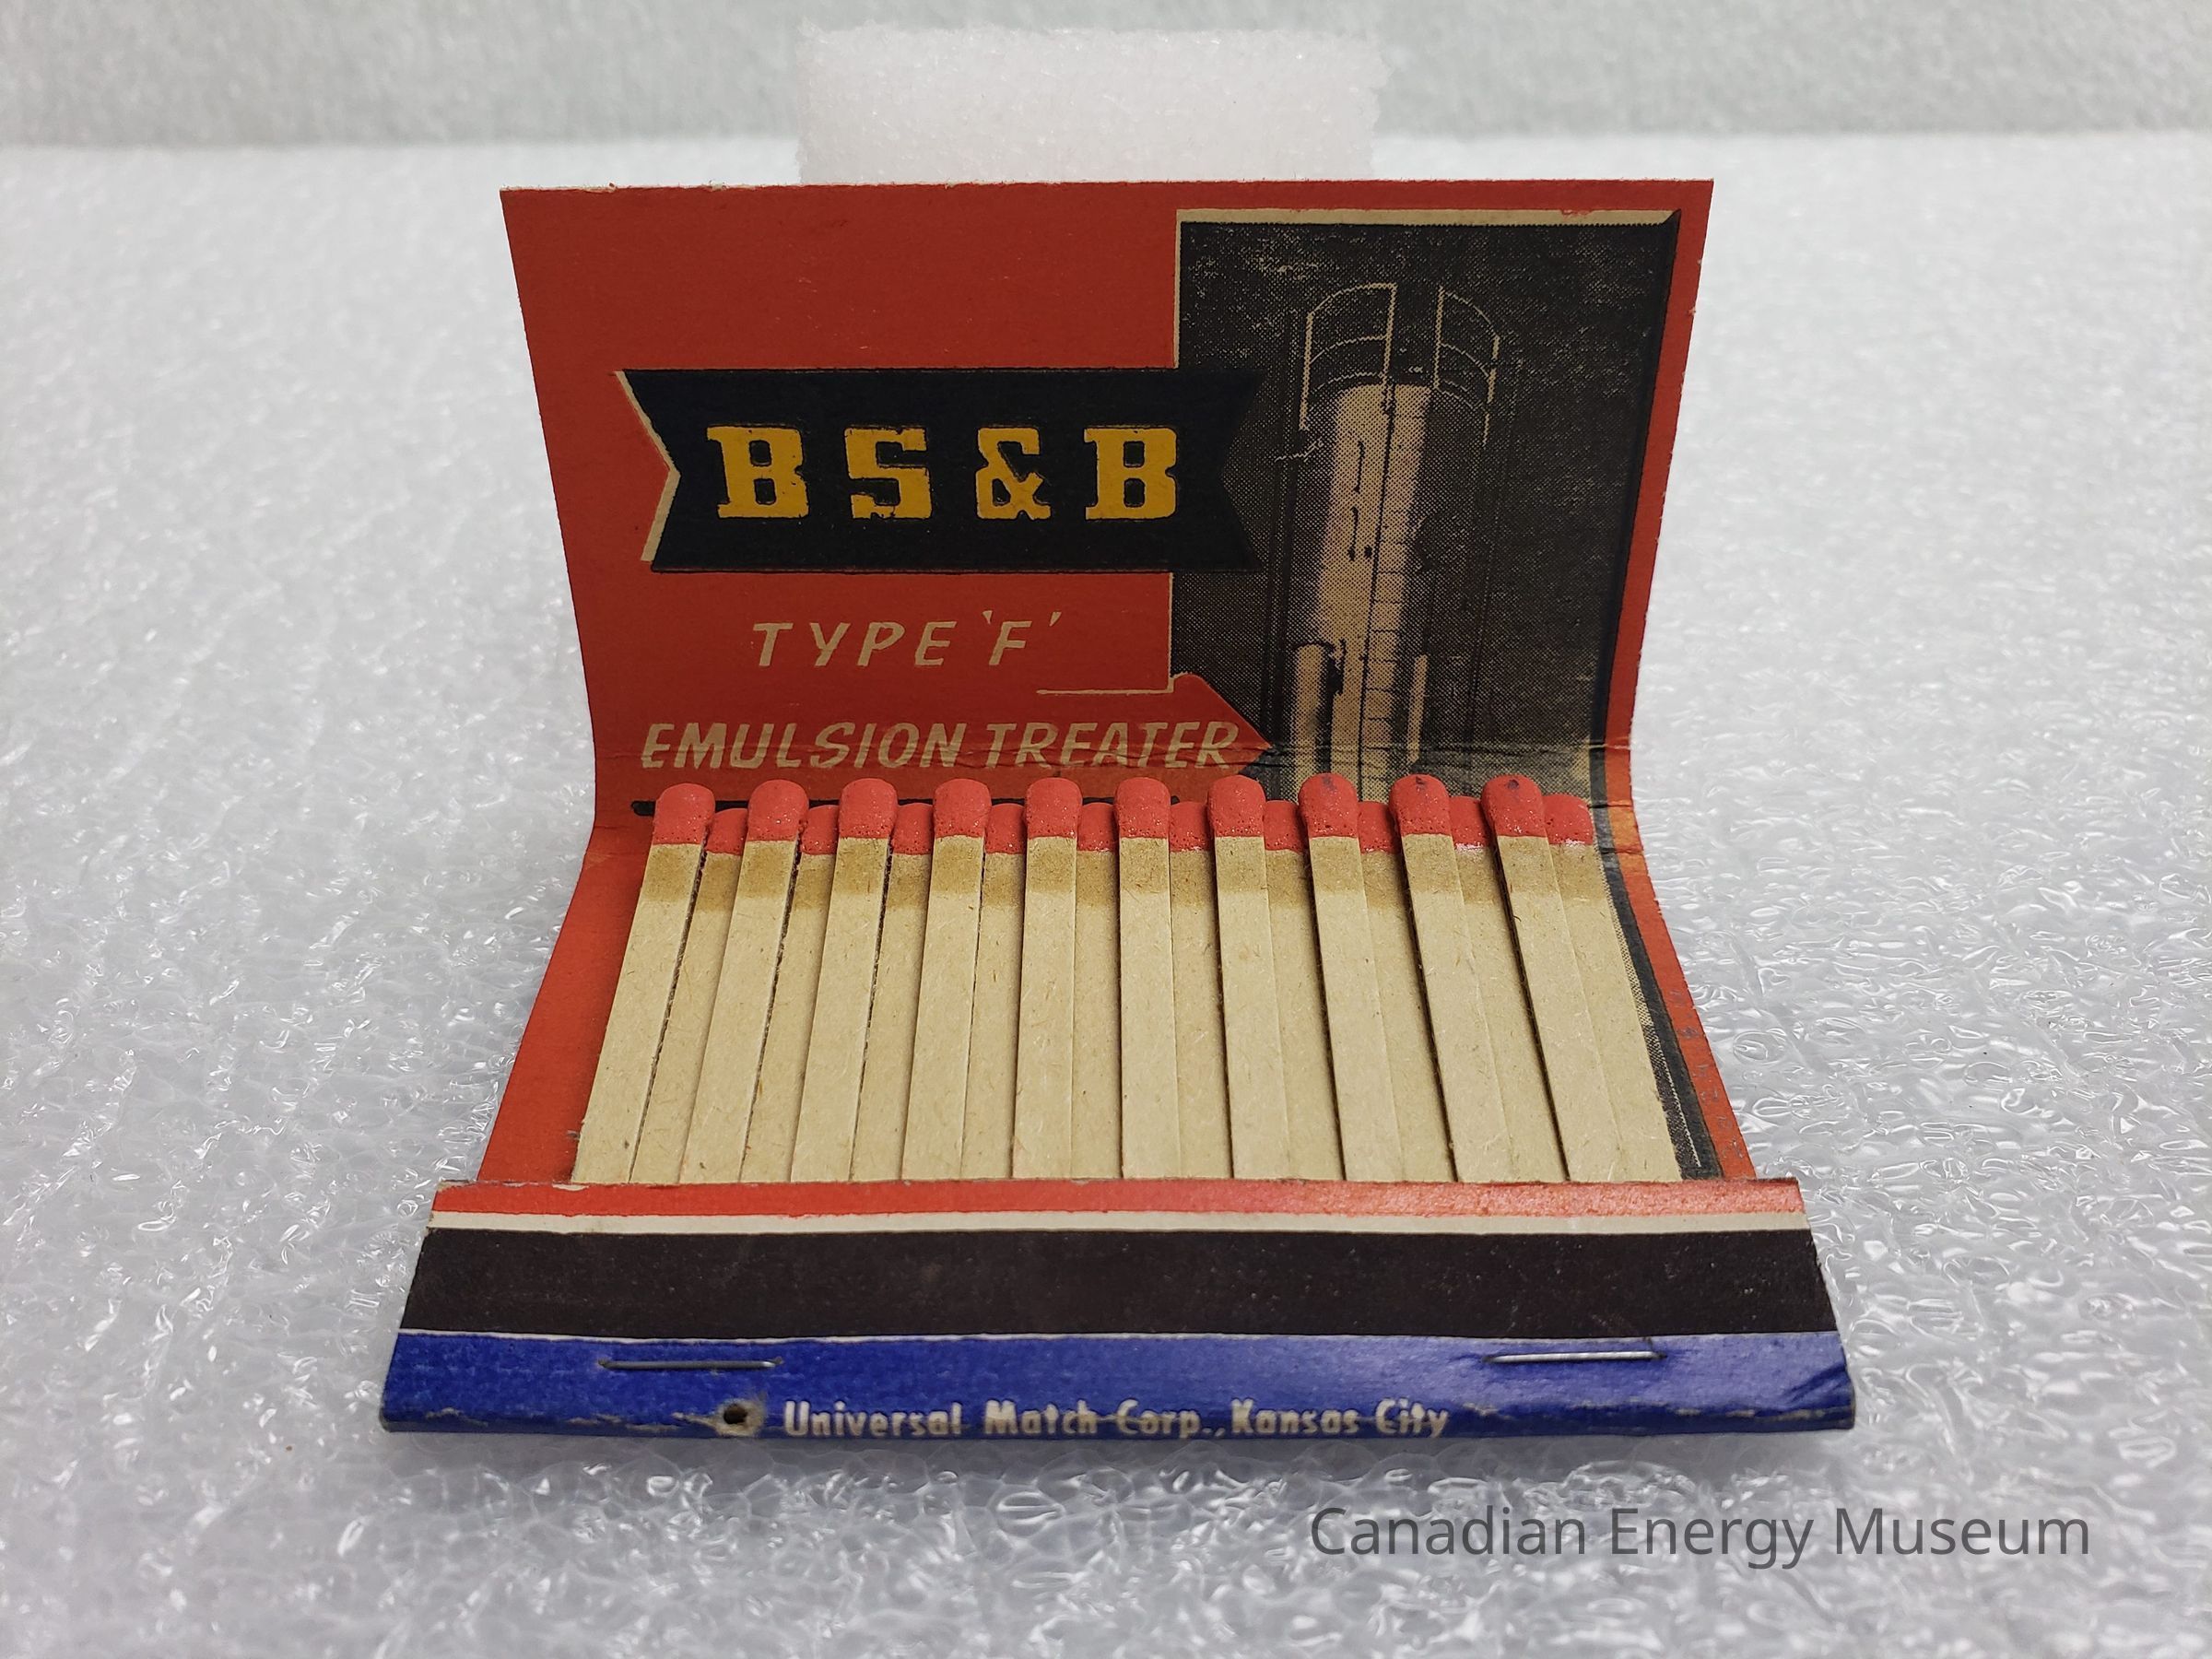 BS&B
TYPE 'F'
EMULSION TREATER
Universal Match Corp., Kansas City
Canadian Energy Museum